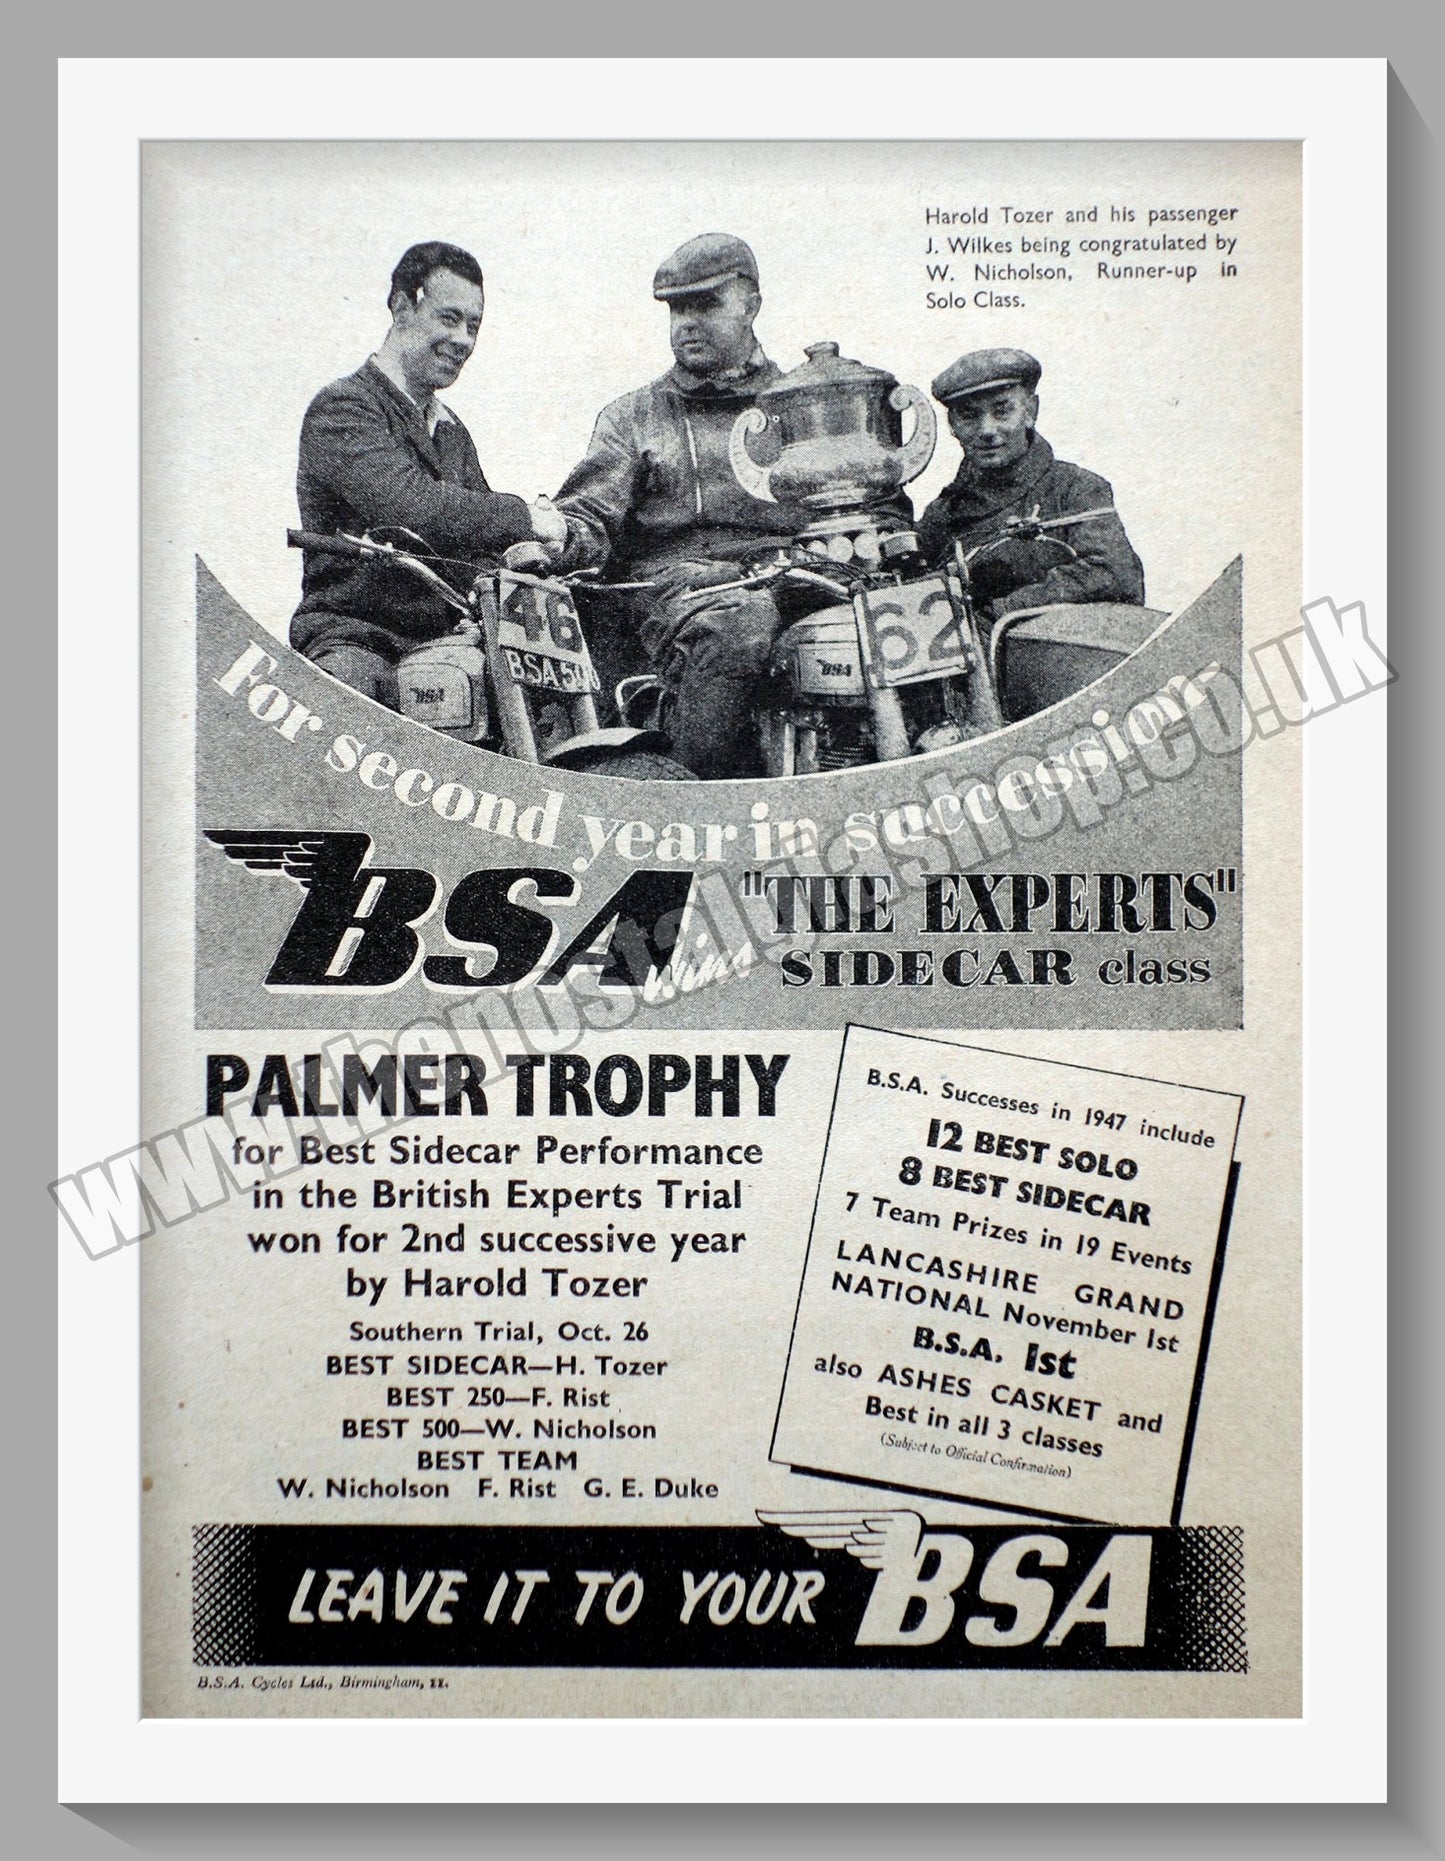 Harold Tozer and his passenger
J. Wilkes being congratulated by
W. Nicholson, Runner-up in
Solo Class.
46
BSA 500
BSA
62
BSA
For second year in succession
BSA wins "THE EXPERTS"
SIDECAR class
PALMER TROPHY
for Best Sidecar Performance
in the British Experts Trial
won for 2nd successive year
by Harold Tozer
Southern Trial, Oct. 26
BEST SIDECAR—H. Tozer
BEST 250—F. Rist
BEST 500—W. Nicholson
BEST TEAM
W. Nicholson F. Rist G. E. Duke
B.S.A. Successes in 1947 include
12 BEST SOLO
8 BEST SIDECAR
7 Team Prizes in 19 Events
LANCASHIRE GRAND
NATIONAL November 1st
B.S.A. 1st
also ASHES CASKET and
Best in all 3 classes
(Subject to Official Confirmation)
LEAVE IT TO YOUR BSA
B.S.A. Cycles Ltd., Birmingham, 11.
www.thenostalgiashop.co.uk